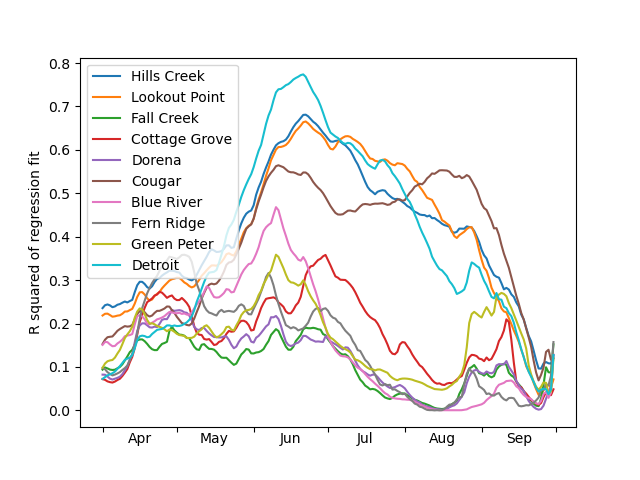 0.8
0.7
0.6
0.5
0.4
0.3
0.2
0.1
0.0
R squared of regression fit
Hills Creek
Lookout Point
Fall Creek
Cottage Grove
Dorena
Cougar
Blue River
Fern Ridge
Green Peter
Detroit
Apr May Jun Jul Aug Sep